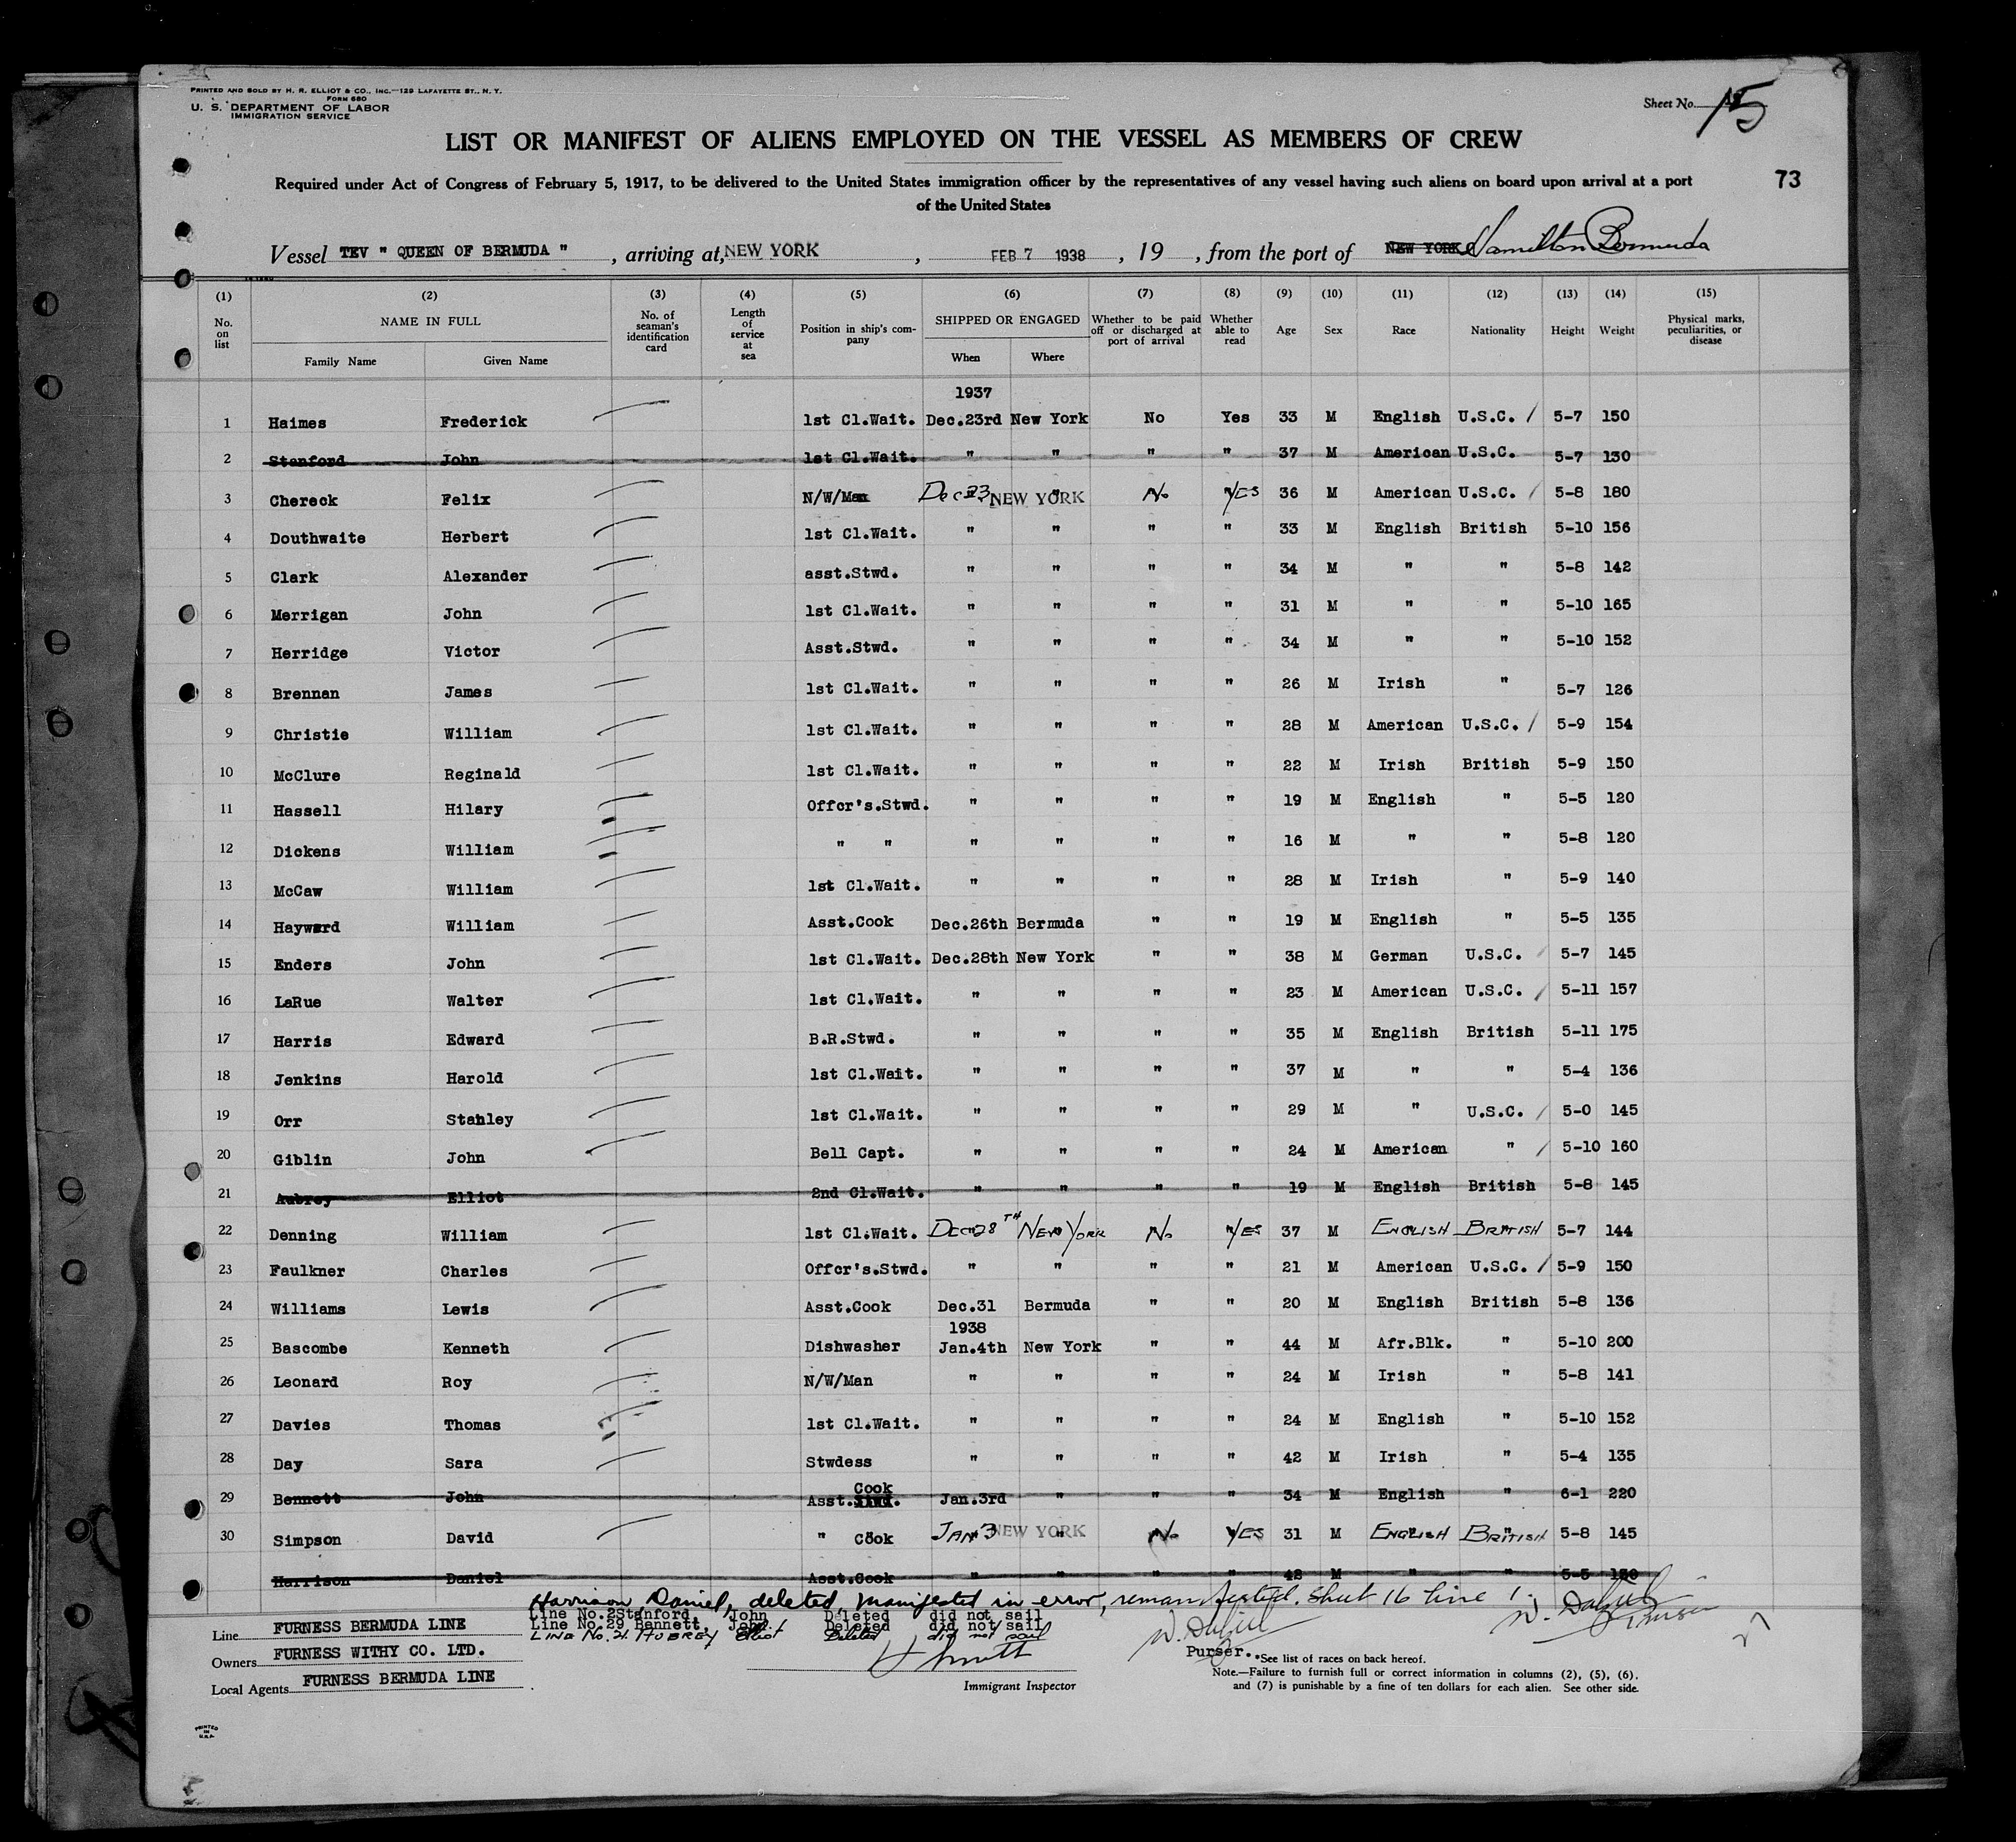 PRINTED AND SOLD BY H. R. ELLIOT & CO., INC.—129 LAFAYETTE ST., N. Y.
FORM 680
U. S. DEPARTMENT OF LABOR
IMMIGRATION SERVICE
Sheet No. 15
LIST OR MANIFEST OF ALIENS EMPLOYED ON THE VESSEL AS MEMBERS OF CREW
Required under Act of Congress of February 5, 1917, to be delivered to the United States immigration officer by the representatives of any vessel having such aliens on board upon arrival at a port
of the United States
73
Vessel TEV " QUEEN OF BERMUDA " , arriving at, NEW YORK , FEB 7 1938 , 19 , from the port of NEW YORK Hamilton Bermuda
(1) (2) (3) (4) (5) (6) (7) (8) (9) (10) (11) (12) (13) (14) (15)
No. on list NAME IN FULL Family Name Given Name No. of seaman's identification card Length of service at sea Position in ship's company SHIPPED OR ENGAGED When Where Whether to be paid off or discharged at port of arrival Whether able to read Age Sex Race Nationality Height Weight Physical marks, peculiarities, or disease
1937
1 Haimes Frederick 1st Cl.Wait. Dec.23rd New York No Yes 33 M English U.S.C. / 5-7 150
2 Stanford John 1st Cl.Wait. " " " " 37 M American U.S.C. 5-7 130
3 Chereck Felix N/W/Man Dec 23 NEW YORK No YES 36 M American U.S.C. / 5-8 180
4 Douthwaite Herbert 1st Cl.Wait. " " " " 33 M English British 5-10 156
5 Clark Alexander asst.Stwd. " " " " 34 M " " 5-8 142
6 Merrigan John 1st Cl.Wait. " " " " 31 M " " 5-10 165
7 Herridge Victor Asst.Stwd. " " " " 34 M " " 5-10 152
8 Brennan James 1st Cl.Wait. " " " " 26 M Irish " 5-7 126
9 Christie William 1st Cl.Wait. " " " " 28 M American U.S.C. / 5-9 154
10 McClure Reginald 1st Cl.Wait. " " " " 22 M Irish British 5-9 150
11 Hassell Hilary Offcr's.Stwd. " " " " 19 M English " 5-5 120
12 Dickens William " " " " " " 16 M " " 5-8 120
13 McCaw William 1st Cl.Wait. " " " " 28 M Irish " 5-9 140
14 Hayward William Asst.Cook Dec.26th Bermuda " " 19 M English " 5-5 135
15 Enders John 1st Cl.Wait. Dec.28th New York " " 38 M German U.S.C. / 5-7 145
16 LaRue Walter 1st Cl.Wait. " " " " 23 M American U.S.C. / 5-11 157
17 Harris Edward B.R.Stwd. " " " " 35 M English British 5-11 175
18 Jenkins Harold 1st Cl.Wait. " " " " 37 M " " 5-4 136
19 Orr Stanley 1st Cl.Wait. " " " " 29 M " U.S.C. / 5-0 145
20 Giblin John Bell Capt. " " " " 24 M American " / 5-10 160
21 Aubrey Elliot 2nd Cl.Wait. " " " " 19 M English British 5-8 145
22 Denning William 1st Cl.Wait. DEC 28TH NEW YORK No YES 37 M ENGLISH BRITISH 5-7 144
23 Faulkner Charles Offcr's.Stwd. " " " " 21 M American U.S.C. / 5-9 150
24 Williams Lewis Asst.Cook Dec.31 Bermuda " " 20 M English British 5-8 136
1938
25 Bascombe Kenneth Dishwasher Jan.4th New York " " 44 M Afr.Blk. " 5-10 200
26 Leonard Roy N/W/Man " " " " 24 M Irish " 5-8 141
27 Davies Thomas 1st Cl.Wait. " " " " 24 M English " 5-10 152
28 Day Sara Stwdess " " " " 42 M Irish " 5-4 135
29 Bennett John Asst.Stwd. Cook Jan.3rd " " " 34 M English " 6-1 220
30 Simpson David " Cook JAN 3 NEW YORK No YES 31 M ENGLISH BRITISH 5-8 145
Harrison Daniel Asst.Cook " " " " 48 M " " 5-5
Harrison, Daniel, deleted, manifested in error, remanifested. Sheet 16 line 1.
Line No.2 Stanford, John Deleted did not sail
Line No.29 Bennett, John Deleted did not sail
LINE No. 21. AUBREY Elliot Deleted did not sail
Line FURNESS BERMUDA LINE
Owners FURNESS WITHY CO. LTD.
Local Agents FURNESS BERMUDA LINE
Immigrant Inspector
Purser.
Purser
*See list of races on back hereof.
Note.—Failure to furnish full or correct information in columns (2), (5), (6),
and (7) is punishable by a fine of ten dollars for each alien. See other side.
PRINTED IN U.S.A.